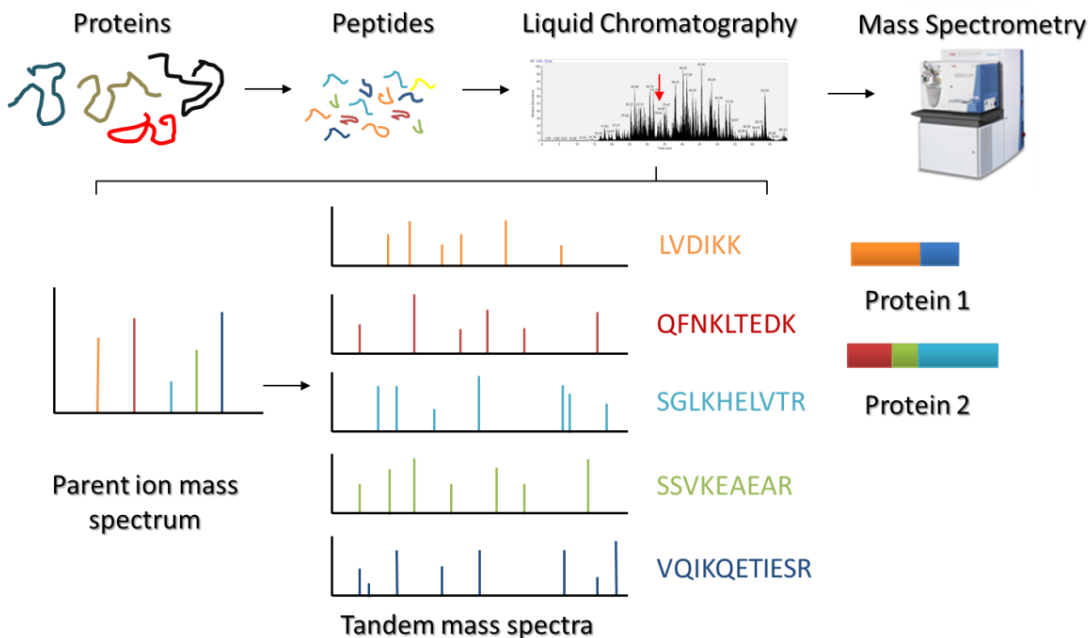 Proteins
Peptides
Liquid Chromatography
Mass Spectrometry
LVDIKK
QFNKLTEDK
SGLKHELVTR
SSVKEAEAR
VQIKQETIESR
Protein 1
Protein 2
Parent ion mass
spectrum
Tandem mass spectra